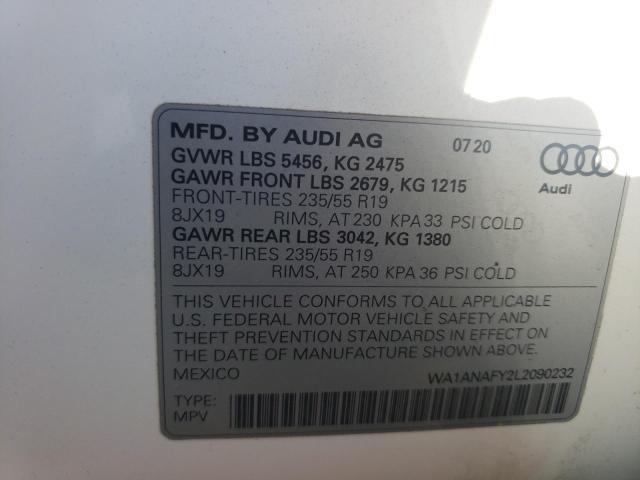 MFD. BY AUDI AG 07 20
GVWR LBS 5456, KG 2475
GAWR FRONT LBS 2679, KG 1215
FRONT-TIRES 235/55 R19
8JX19 RIMS, AT 230 KPA 33 PSI COLD
GAWR REAR LBS 3042, KG 1380
REAR-TIRES 235/55 R19
8JX19 RIMS, AT 250 KPA 36 PSI COLD
Audi
THIS VEHICLE CONFORMS TO ALL APPLICABLE
U.S. FEDERAL MOTOR VEHICLE SAFETY AND
THEFT PREVENTION STANDARDS IN EFFECT ON
THE DATE OF MANUFACTURE SHOWN ABOVE.
MEXICO WA1ANAFY2L2090232
TYPE:
MPV